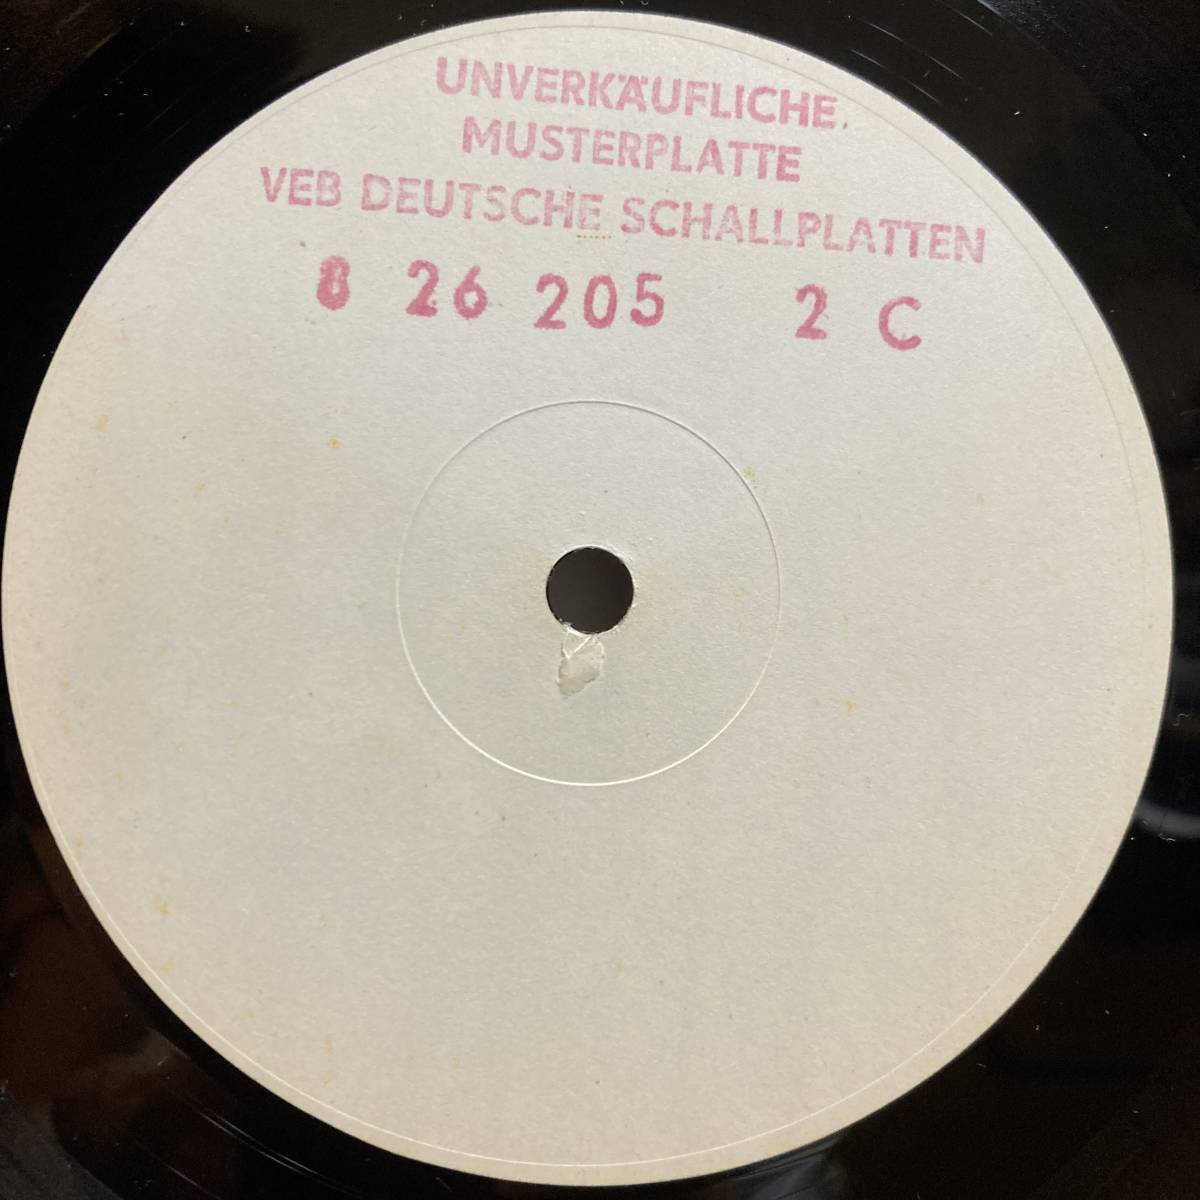 UNVERKÄUFLICHE
MUSTERPLATTE
VEB DEUTSCHE SCHALLPLATTEN
8 26 205 2 C